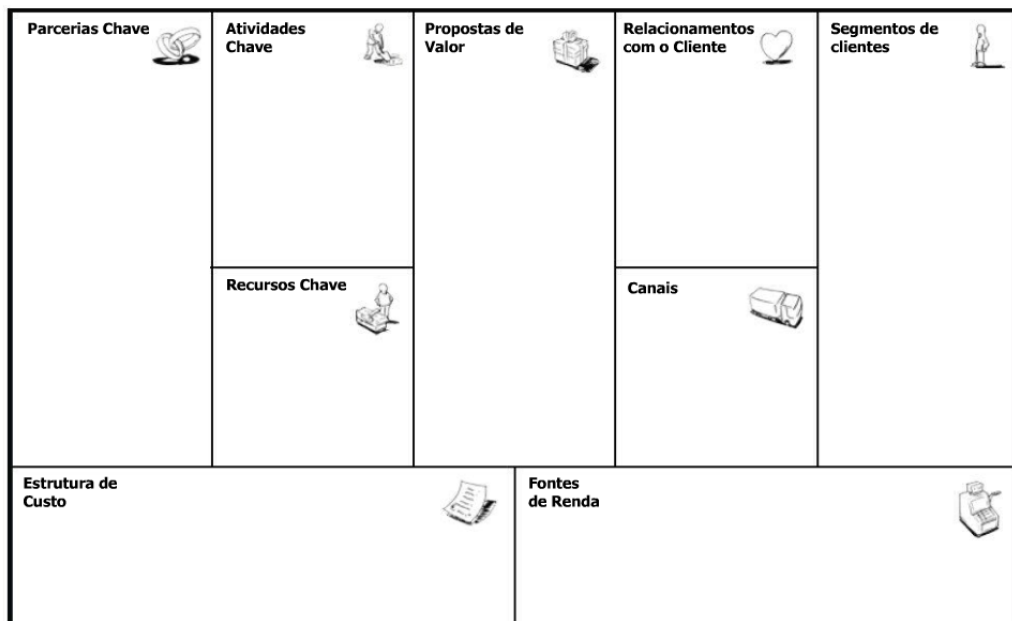 Parcerias Chave
Atividades
Chave
Propostas de
Valor
Relacionamentos
com o Cliente
Segmentos de
clientes
Recursos Chave
Canais
Estrutura de
Custo
Fontes
de Renda